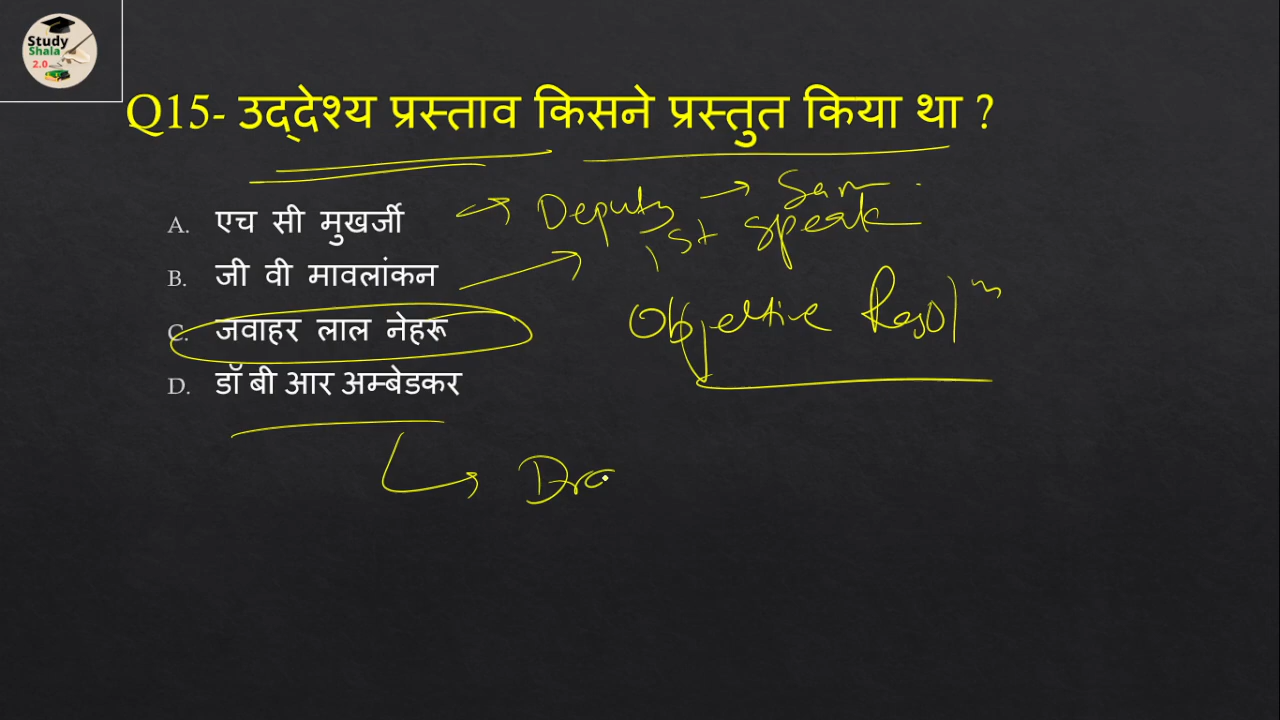 Study
Shala
2.0
Q15- उद्देश्य प्रस्ताव किसने प्रस्तुत किया था ?
A. एच सी मुखर्जी
Deputy
1st speak
B. जी वी मावलांकन
C. जवाहर लाल नेहरू
Objective Resol
D. डॉ बी आर अम्बेडकर
Dra